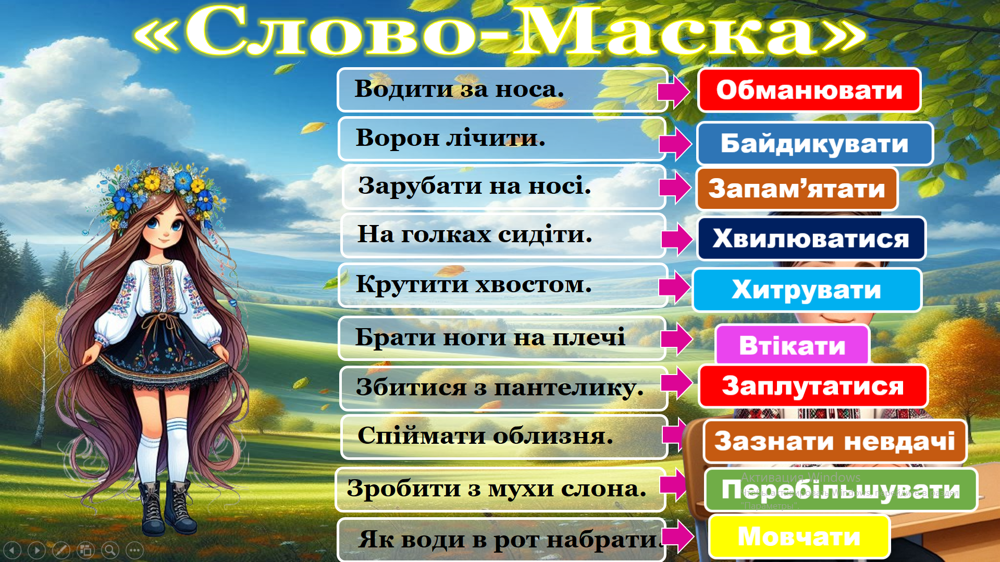 «Слово-Маска»
Водити за носа.
Обманювати
Ворон лічити.
Байдикувати
Зарубати на носі.
Запам’ятати
На голках сидіти.
Хвилюватися
Крутити хвостом.
Хитрувати
Брати ноги на плечі
Втікати
Збитися з пантелику.
Заплутатися
Спіймати облизня.
Зазнати невдачі
Зробити з мухи слона.
Перебільшувати
Активация Windows
Чтобы активировать Windows, перейдите в раздел
"Параметры".
Як води в рот набрати.
Мовчати